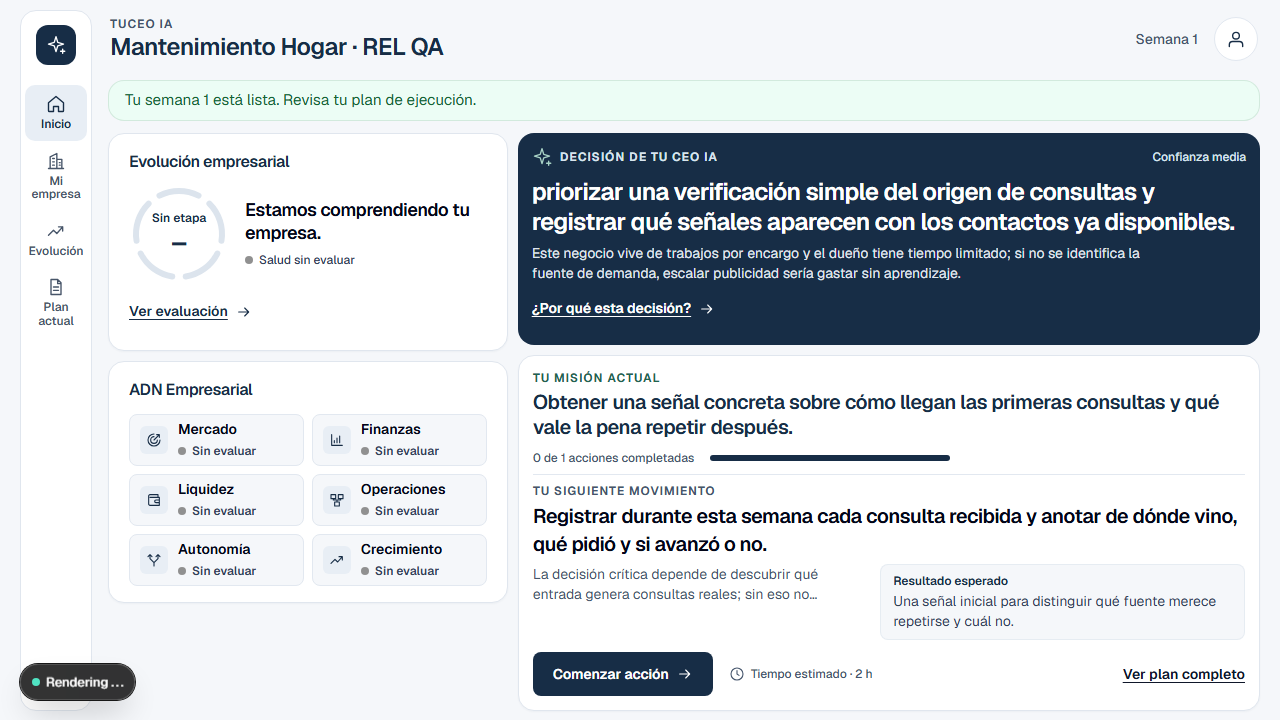 TUCEO IA
Mantenimiento Hogar · REL QA
Semana 1
Inicio
Mi
empresa
Evolución
Plan
actual
Tu semana 1 está lista. Revisa tu plan de ejecución.
Evolución empresarial
Sin etapa
–
Estamos comprendiendo tu
empresa.
Salud sin evaluar
Ver evaluación →
ADN Empresarial
Mercado
Sin evaluar
Finanzas
Sin evaluar
Liquidez
Sin evaluar
Operaciones
Sin evaluar
Autonomía
Sin evaluar
Crecimiento
Sin evaluar
DECISIÓN DE TU CEO IA
Confianza media
priorizar una verificación simple del origen de consultas y
registrar qué señales aparecen con los contactos ya disponibles.
Este negocio vive de trabajos por encargo y el dueño tiene tiempo limitado; si no se identifica la
fuente de demanda, escalar publicidad sería gastar sin aprendizaje.
¿Por qué esta decisión? →
TU MISIÓN ACTUAL
Obtener una señal concreta sobre cómo llegan las primeras consultas y qué
vale la pena repetir después.
0 de 1 acciones completadas
TU SIGUIENTE MOVIMIENTO
Registrar durante esta semana cada consulta recibida y anotar de dónde vino,
qué pidió y si avanzó o no.
La decisión crítica depende de descubrir qué
entrada genera consultas reales; sin eso no…
Resultado esperado
Una señal inicial para distinguir qué fuente merece
repetirse y cuál no.
Comenzar acción →
Tiempo estimado · 2 h
Ver plan completo
Rendering ...